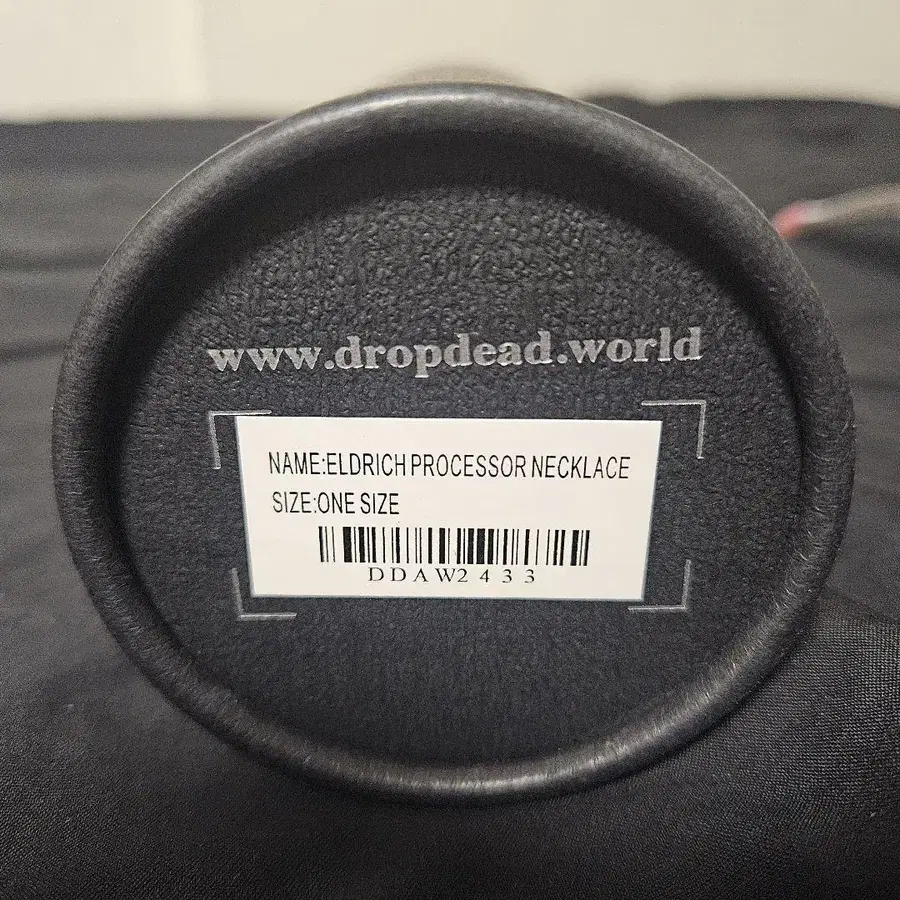 www.dropdead.world
NAME:ELDRICH PROCESSOR NECKLACE
SIZE:ONE SIZE
DDAW2433